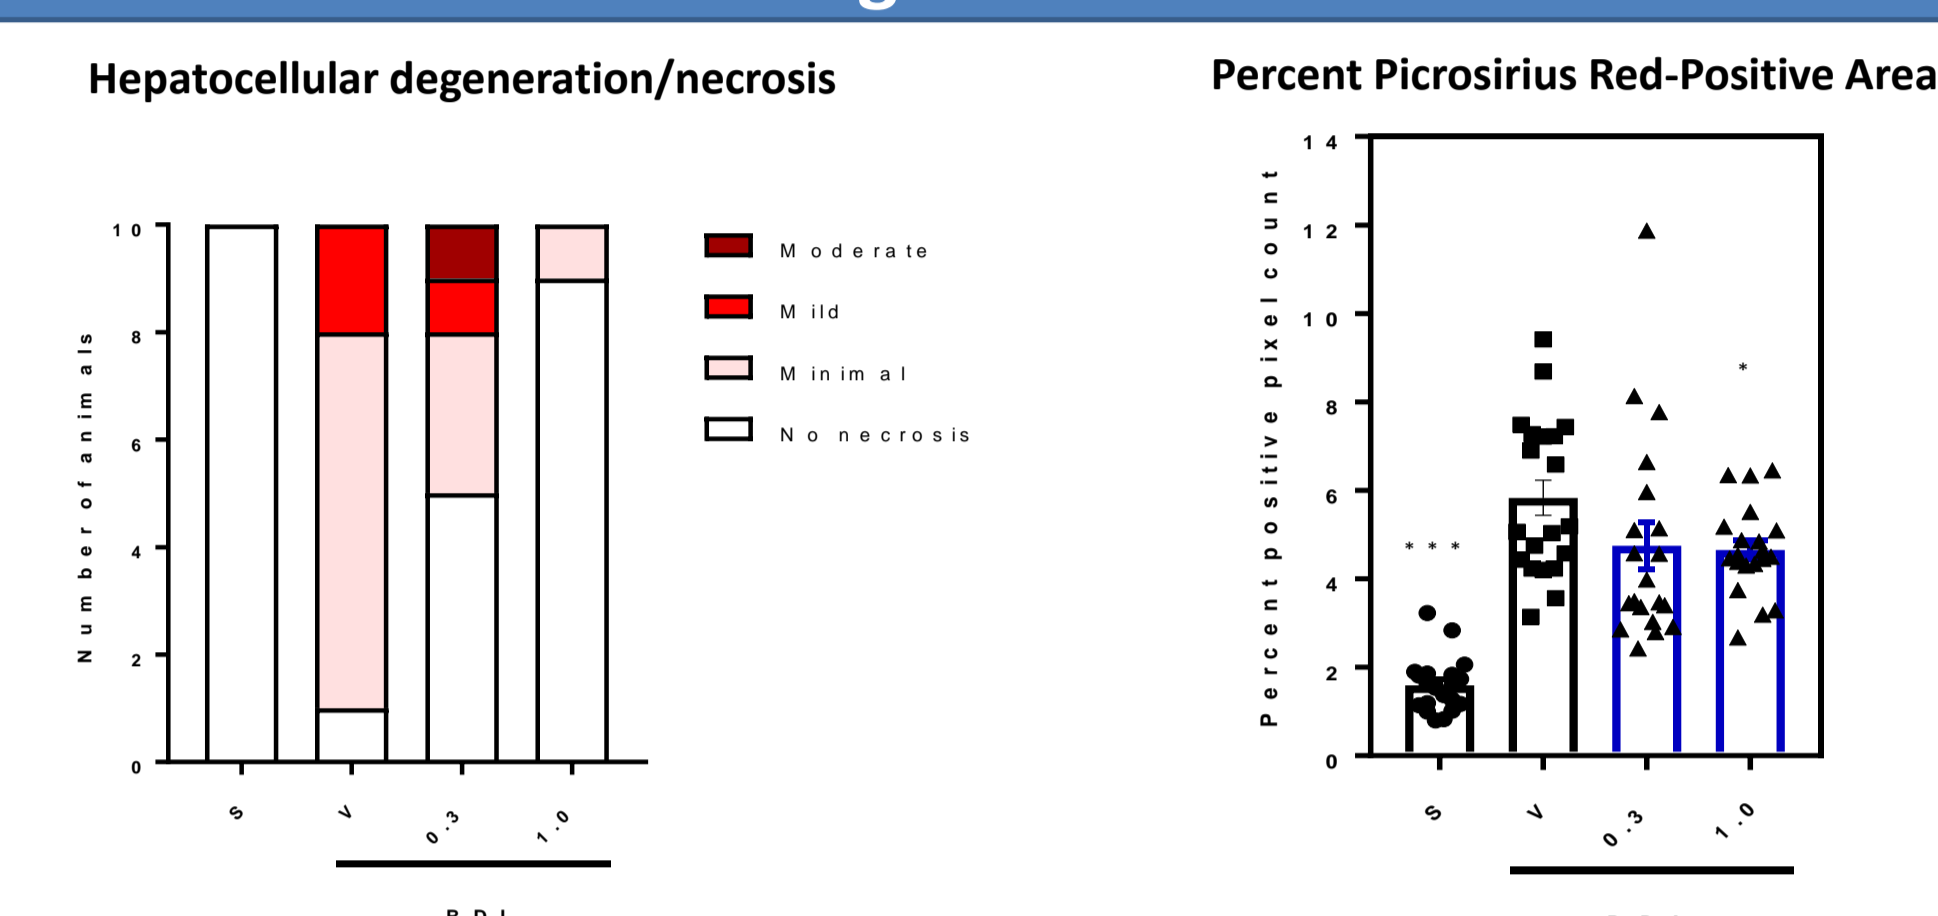 g
Hepatocellular degeneration/necrosis
Number of animals
10
8
6
4
2
0
S
V
0.3
1.0
Moderate
Mild
Minimal
No necrosis
Percent Picrosirius Red-Positive Area
Percent positive pixel count
14
12
10
8
6
4
2
0
***
*
S
V
0.3
1.0